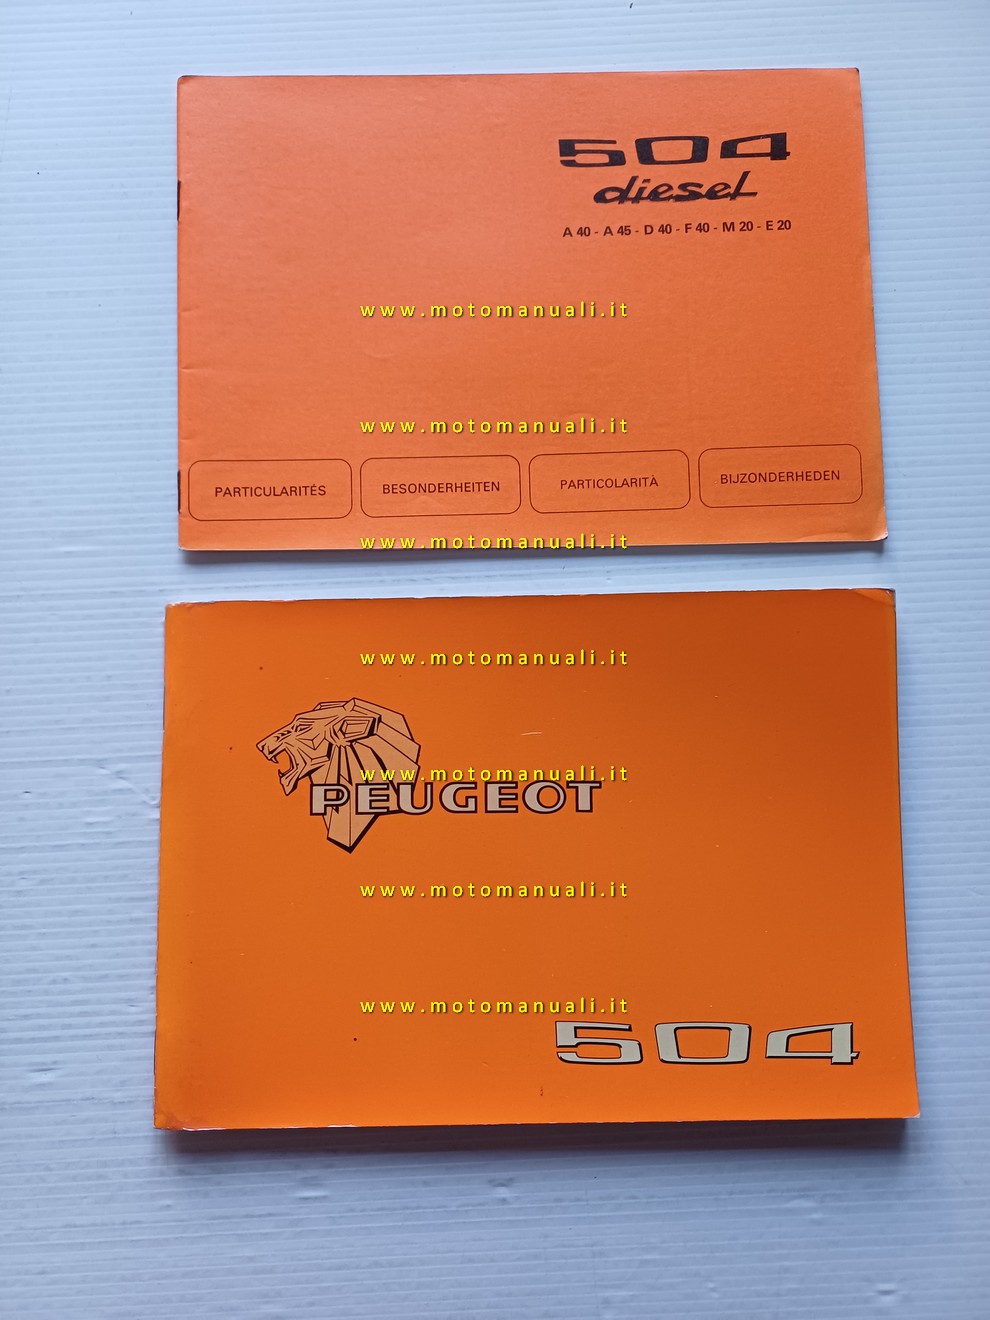 504
diesel
A 40 - A 45 - D 40 - F 40 - M 20 - E 20
www.motomanuali.it
www.motomanuali.it
PARTICULARITÉS BESONDERHEITEN PARTICOLARITÀ BIJZONDERHEDEN
www.motomanuali.it
www.motomanuali.it
www.motomanuali.it
PEUGEOT
www.motomanuali.it
www.motomanuali.it
504